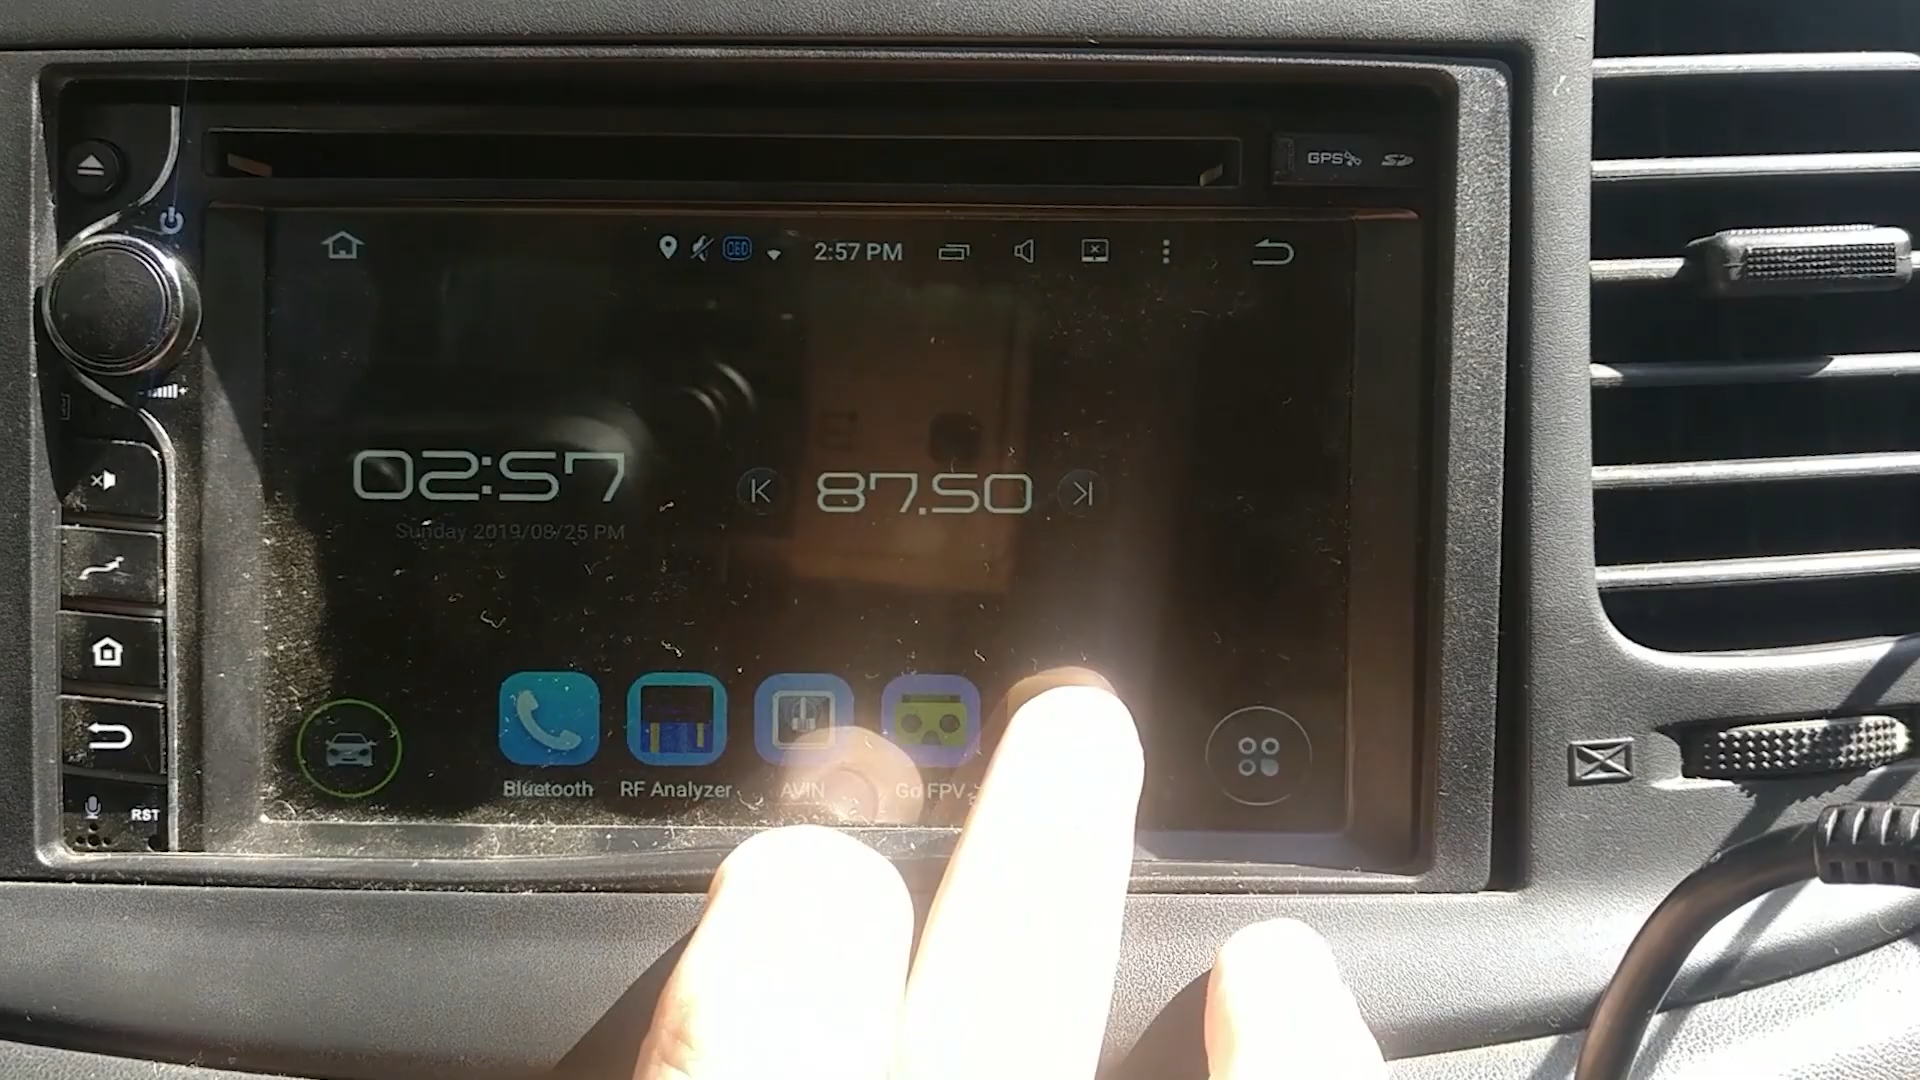 GPS
SD
OBD
2:57 PM
02:57
87.50
Sunday 2019/08/25 PM
Bluetooth
RF Analyzer
AVIN
Go FPV
RST